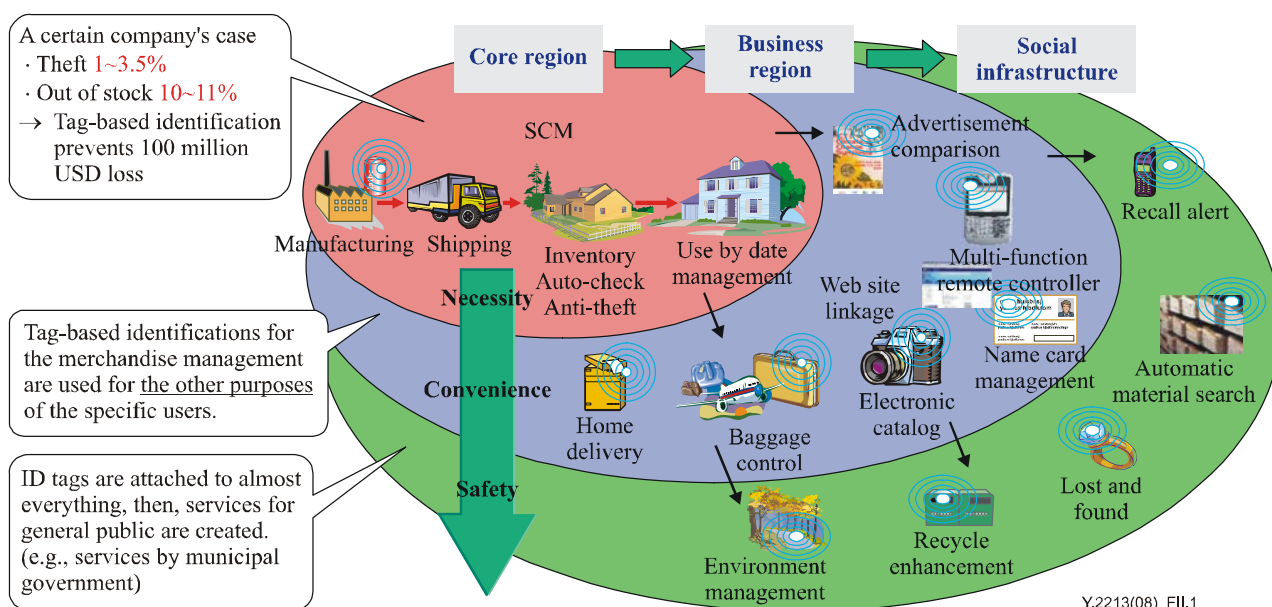 A certain company's case
· Theft 1~3.5%
· Out of stock 10~11%
→ Tag-based identification
prevents 100 million
USD loss
Core region
Business
region
Social
infrastructure
SCM
Manufacturing
Shipping
Inventory
Auto-check
Anti-theft
Use by date
management
Advertisement
comparison
Multi-function
remote controller
Web site
linkage
Name card
management
Recall alert
Automatic
material search
Tag-based identifications for
the merchandise management
are used for the other purposes
of the specific users.
Necessity
Convenience
Safety
Home
delivery
Baggage
control
Electronic
catalog
Lost and
found
ID tags are attached to almost
everything, then, services for
general public are created.
(e.g., services by municipal
government)
Environment
management
Recycle
enhancement
Y.2213(08)_FII.1